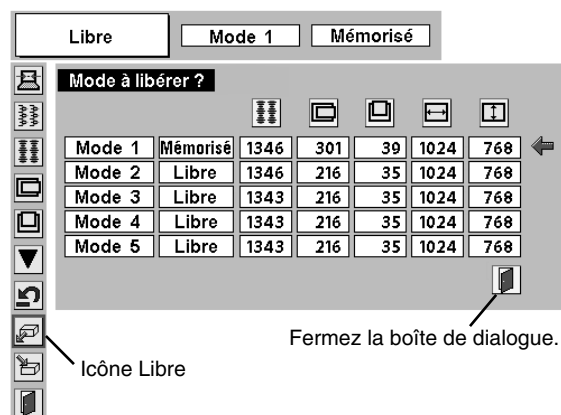 Libre Mode 1 Mémorisé
Mode à libérer ?
Mode 1 Mémorisé 1346 301 39 1024 768
Mode 2 Libre 1343 216 35 1024 768
Mode 3 Libre 1343 216 35 1024 768
Mode 4 Libre 1343 216 35 1024 768
Mode 5 Libre 1343 216 35 1024 768
Fermez la boîte de dialogue.
Icône Libre